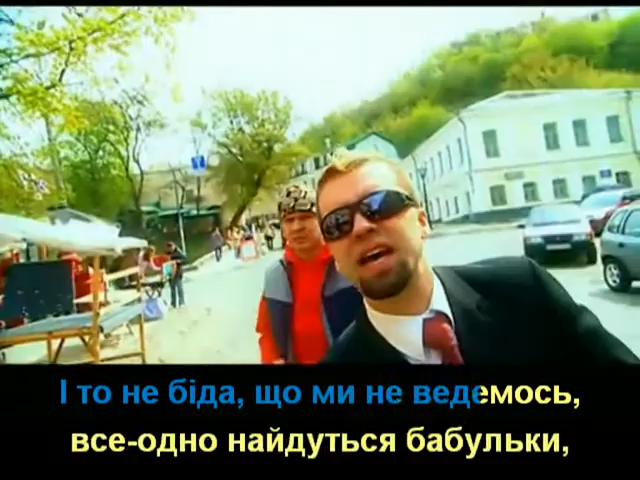 І то не біда, що ми не ведемось,
все-одно найдуться бабульки,